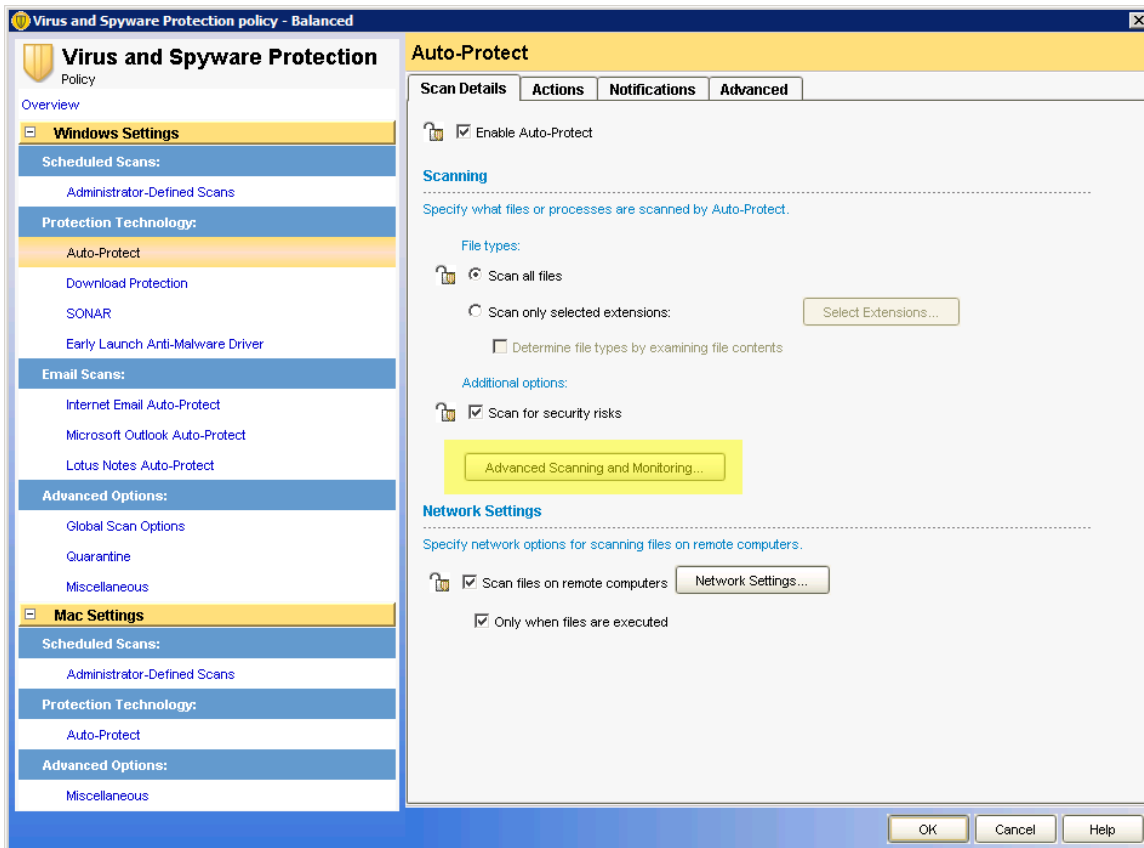 Virus and Spyware Protection policy - Balanced
Virus and Spyware Protection
Policy
Overview
Windows Settings
Scheduled Scans:
Administrator-Defined Scans
Protection Technology:
Auto-Protect
Download Protection
SONAR
Early Launch Anti-Malware Driver
Email Scans:
Internet Email Auto-Protect
Microsoft Outlook Auto-Protect
Lotus Notes Auto-Protect
Advanced Options:
Global Scan Options
Quarantine
Miscellaneous
Mac Settings
Scheduled Scans:
Administrator-Defined Scans
Protection Technology:
Auto-Protect
Advanced Options:
Miscellaneous
Auto-Protect
Scan Details Actions Notifications Advanced
Enable Auto-Protect
Scanning
Specify what files or processes are scanned by Auto-Protect.
File types:
Scan all files
Scan only selected extensions: Select Extensions...
Determine file types by examining file contents
Additional options:
Scan for security risks
Advanced Scanning and Monitoring...
Network Settings
Specify network options for scanning files on remote computers.
Scan files on remote computers Network Settings...
Only when files are executed
OK Cancel Help